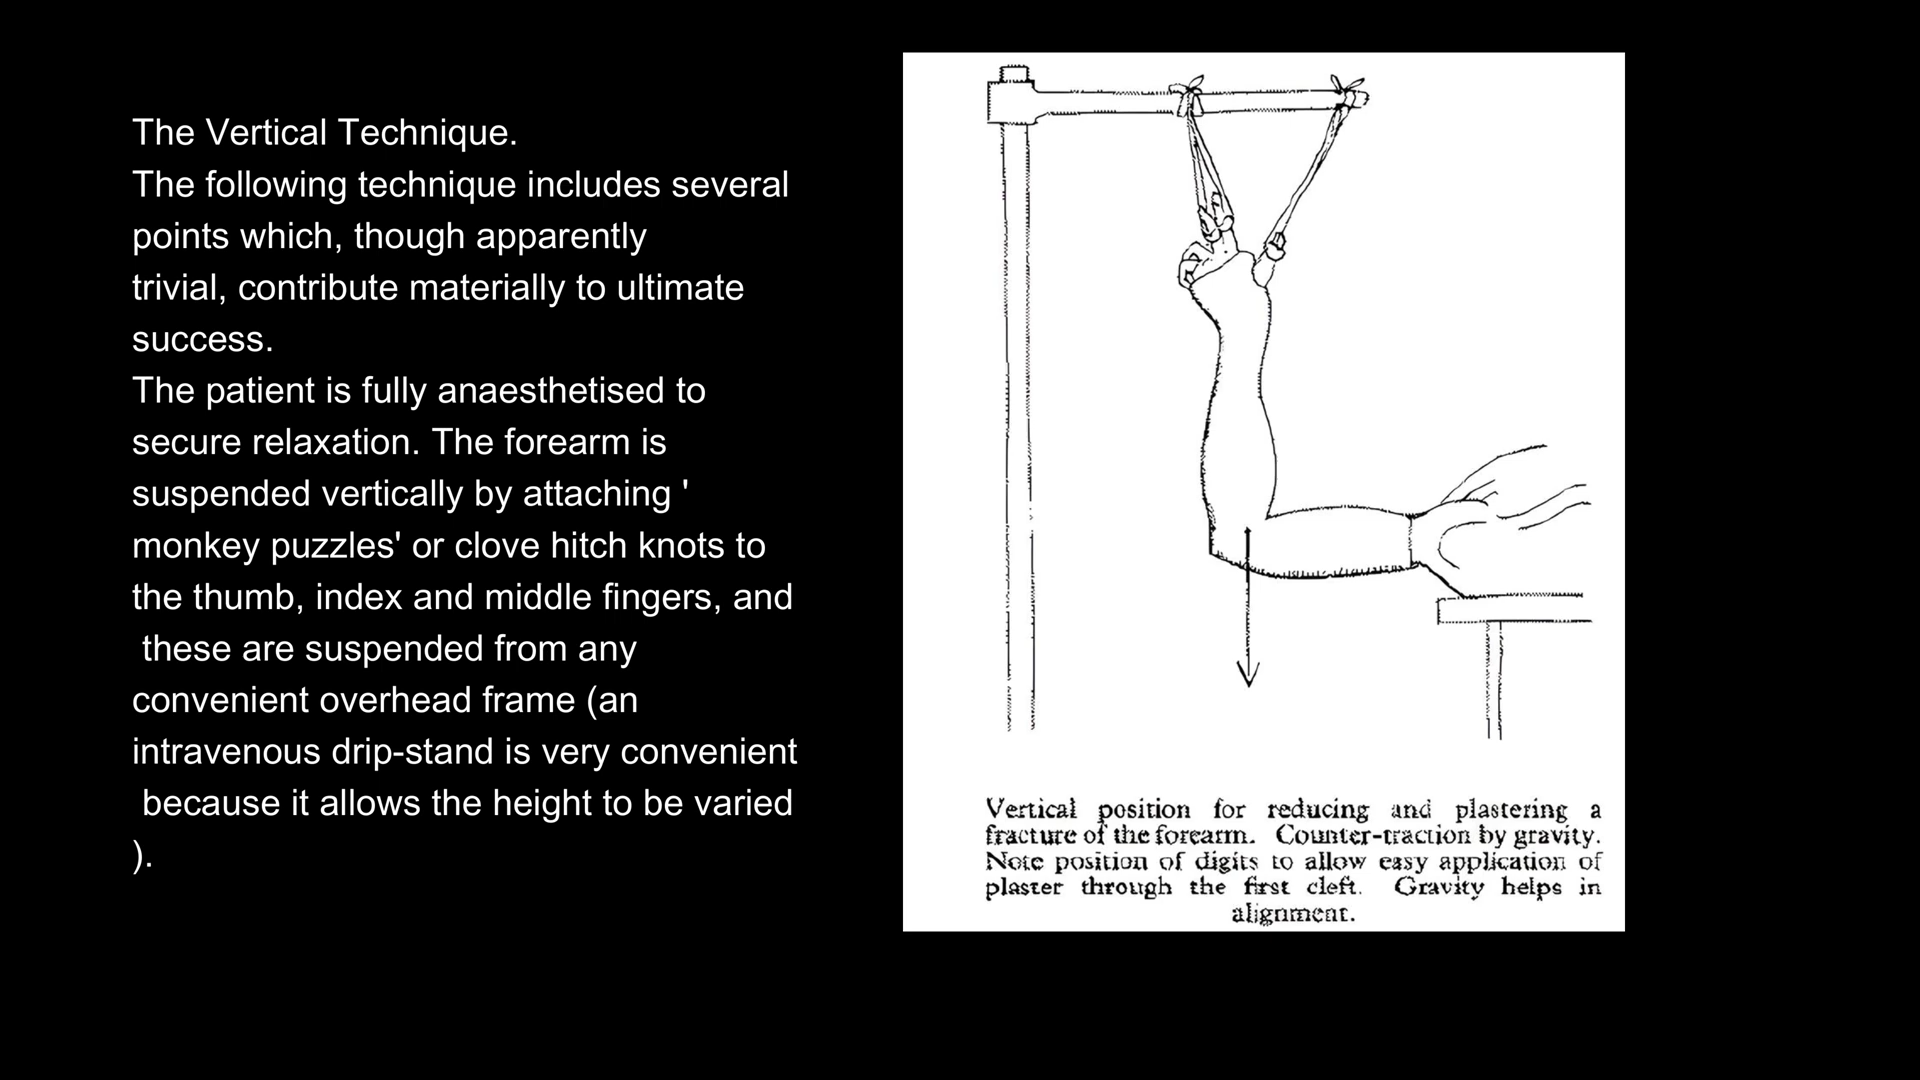 The Vertical Technique.
The following technique includes several
points which, though apparently
trivial, contribute materially to ultimate
success.
The patient is fully anaesthetised to
secure relaxation. The forearm is
suspended vertically by attaching '
monkey puzzles' or clove hitch knots to
the thumb, index and middle fingers, and
these are suspended from any
convenient overhead frame (an
intravenous drip-stand is very convenient
because it allows the height to be varied
).
Vertical position for reducing and plastering a
fracture of the forearm. Counter-traction by gravity.
Note position of digits to allow easy application of
plaster through the first cleft. Gravity helps in
alignment.